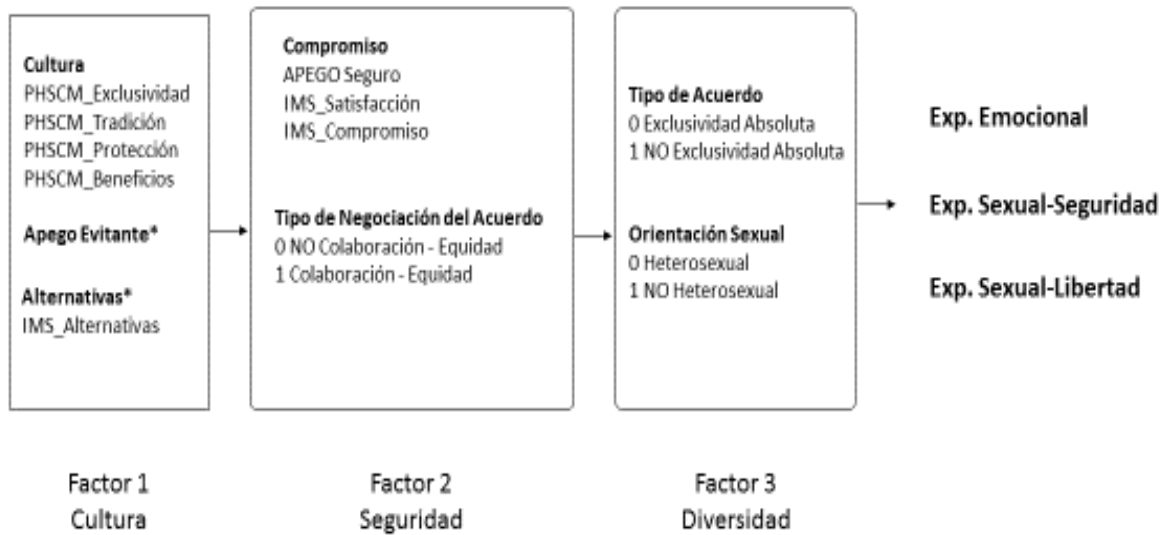 Cultura
PHSCM_Exclusividad
PHSCM_Tradición
PHSCM_Protección
PHSCM_Beneficios
Apego Evitante*
Alternativas*
IMS_Alternativas
Compromiso
APEGO Seguro
IMS_Satisfacción
IMS_Compromiso
Tipo de Negociación del Acuerdo
0 NO Colaboración - Equidad
1 Colaboración - Equidad
Tipo de Acuerdo
0 Exclusividad Absoluta
1 NO Exclusividad Absoluta
Orientación Sexual
0 Heterosexual
1 NO Heterosexual
Exp. Emocional
Exp. Sexual-Seguridad
Exp. Sexual-Libertad
Factor 1
Cultura
Factor 2
Seguridad
Factor 3
Diversidad